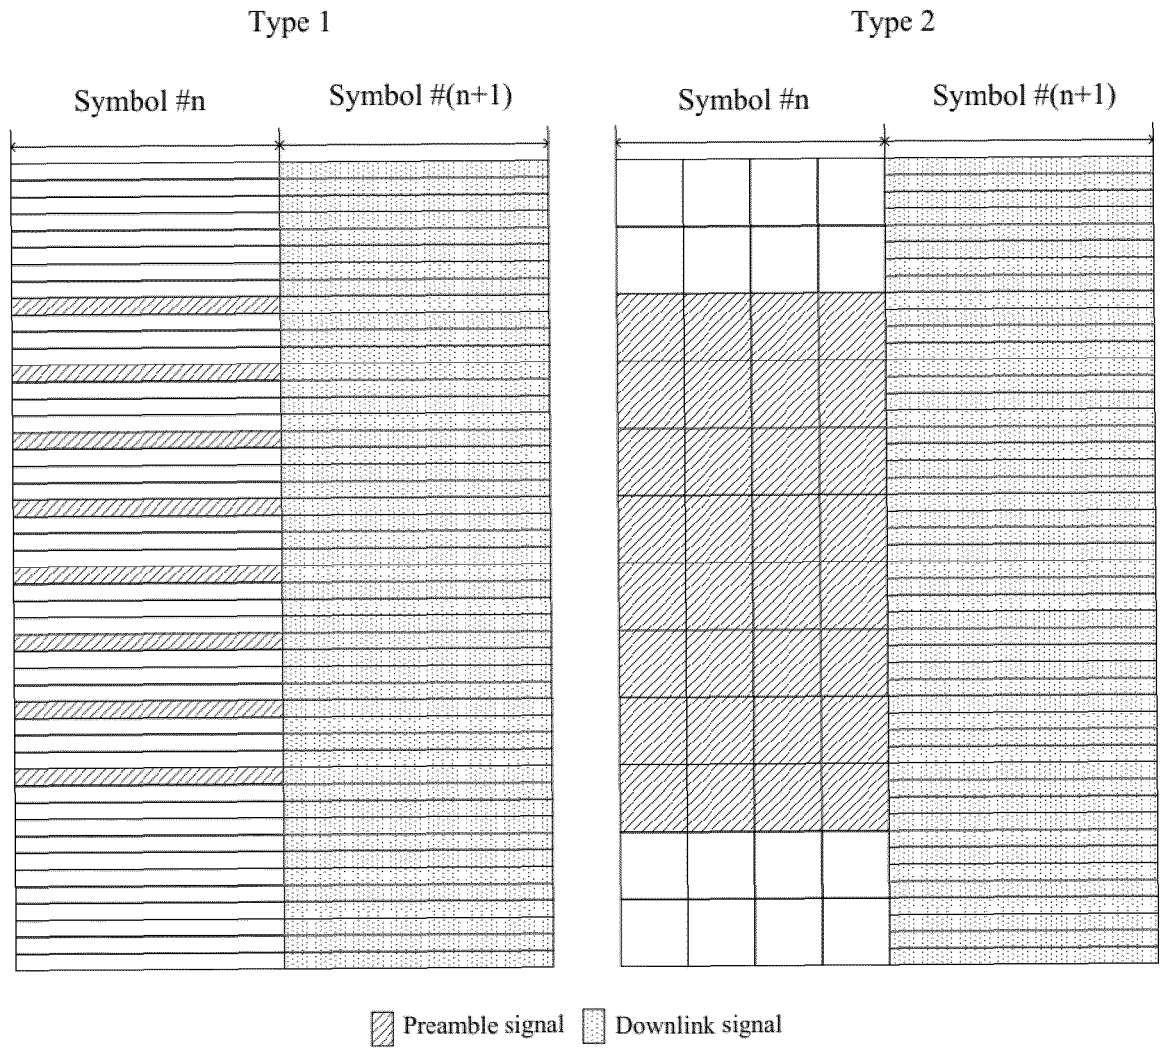 Type 1
Type 2
Symbol #n
Symbol #(n+1)
Symbol #n
Symbol #(n+1)
Preamble signal
Downlink signal